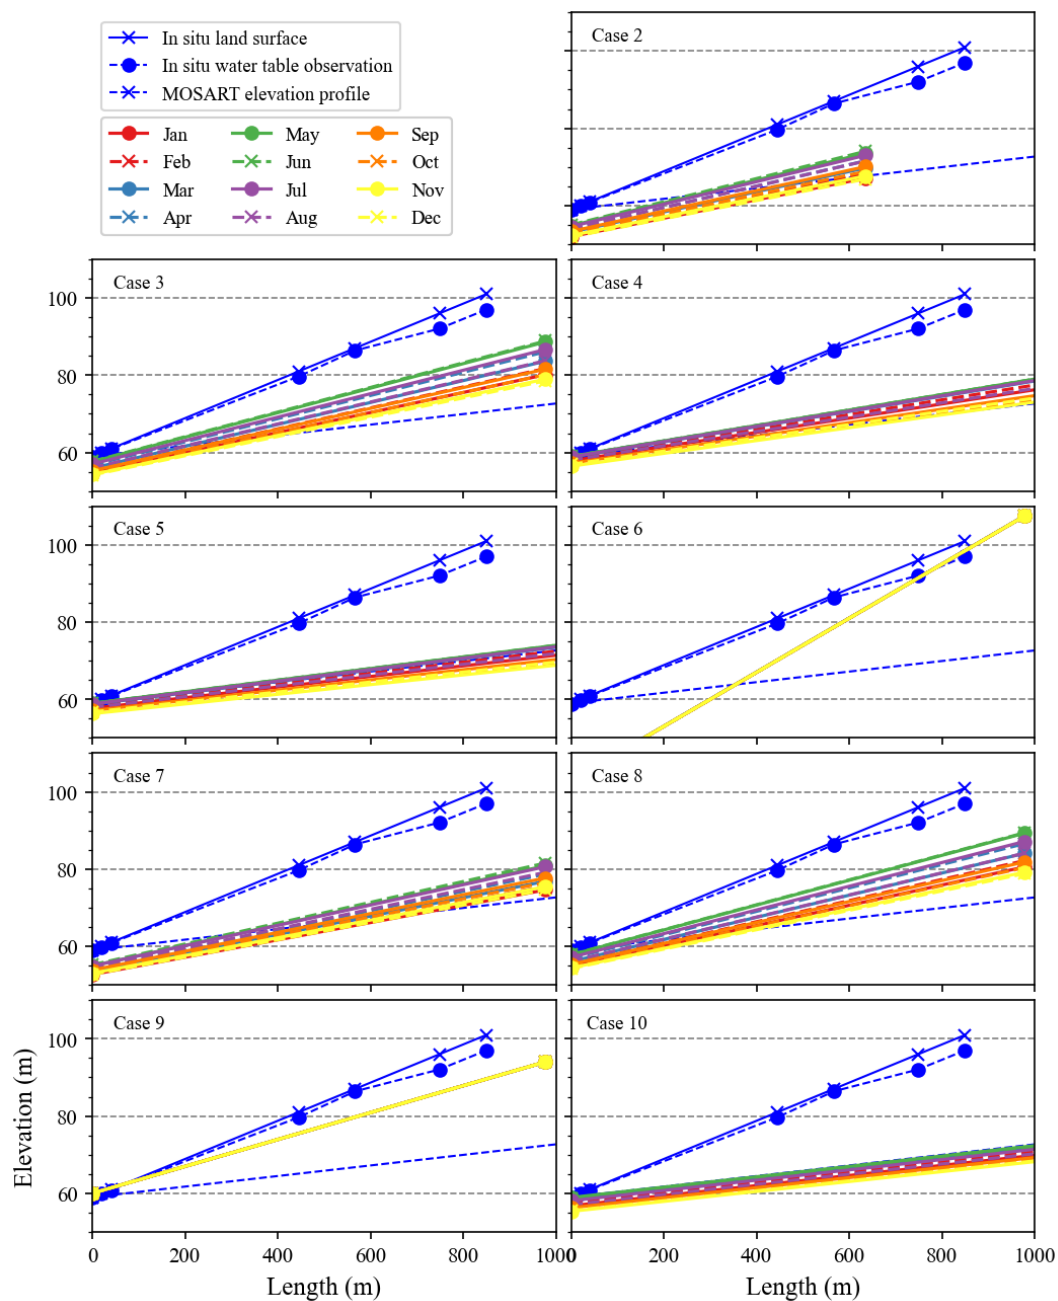 In situ land surface
In situ water table observation
MOSART elevation profile
Jan May Sep
Feb Jun Oct
Mar Jul Nov
Apr Aug Dec
Case 2
Case 3
100
80
60
Case 4
Case 5
100
80
60
Case 6
Case 7
100
80
60
Case 8
Case 9
100
80
60
Case 10
Elevation (m)
0 200 400 600 800 1000
0 200 400 600 800 1000
Length (m)
Length (m)